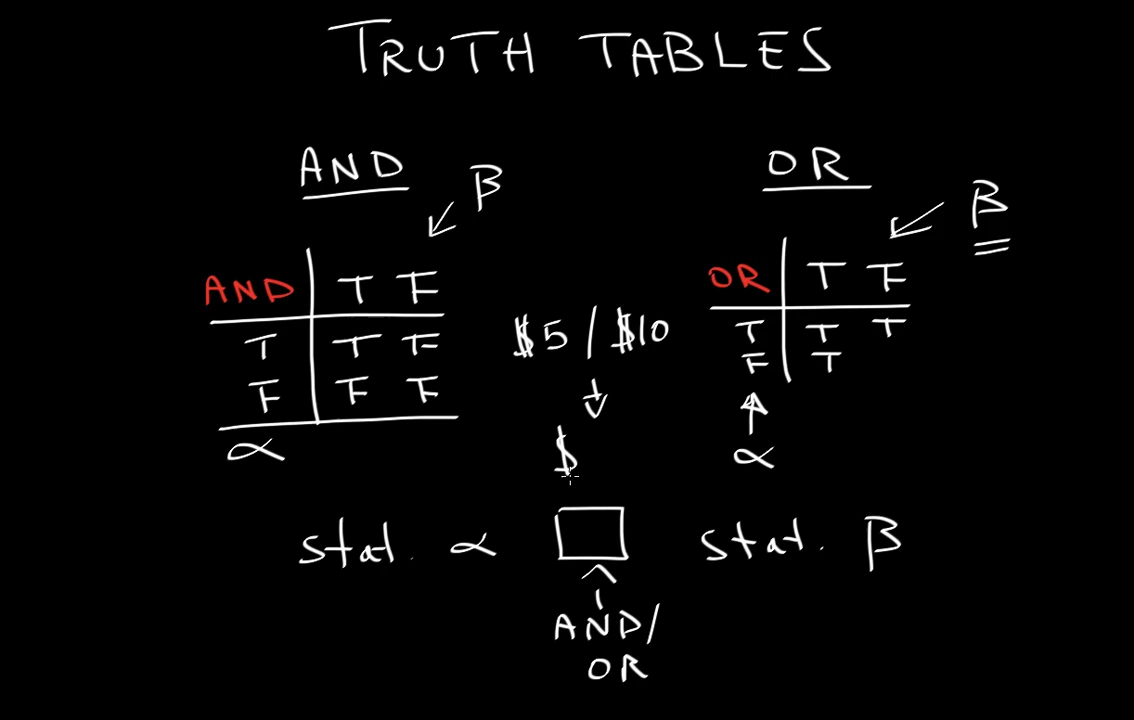 TRUTH TABLES
AND
β
AND T F
T T F
F F F
α
$5 / $10
$
OR
β
OR T F
T T T
F T
α
stat. α
stat. β
AND/
OR